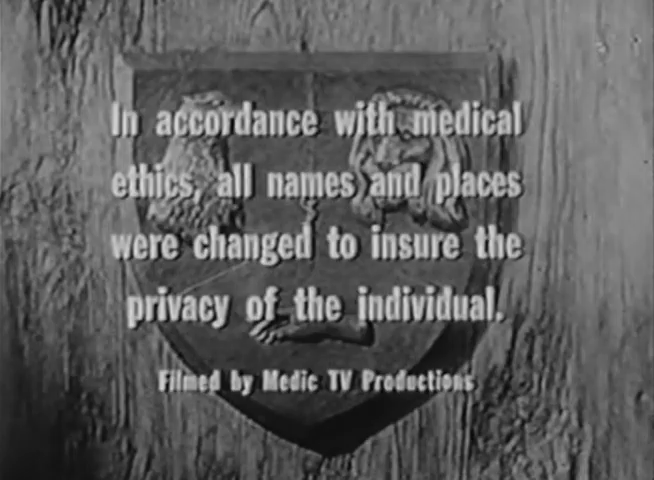 In accordance with medical
ethics, all names and places
were changed to insure the
privacy of the individual.
Filmed by Medic TV Productions